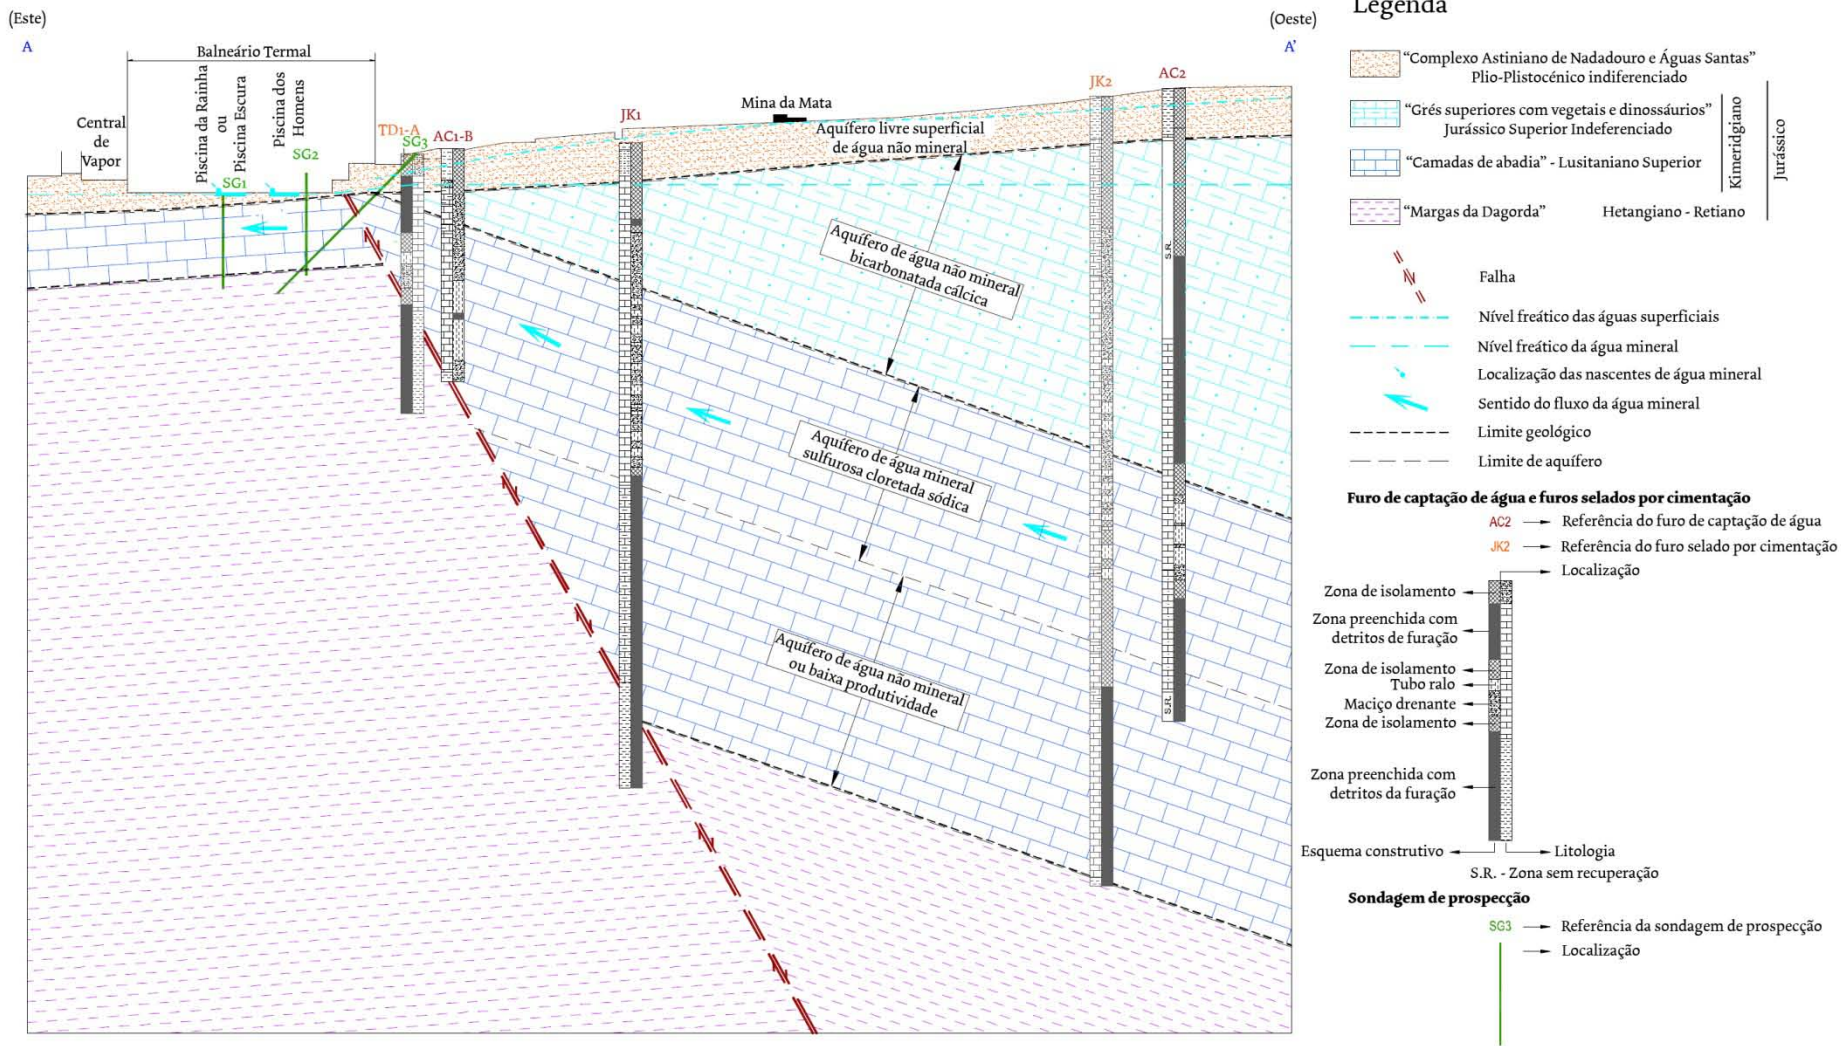 (Este)
A
(Oeste)
A'
Balneário Termal
Central
de
Vapor
Piscina da Rainha
ou
Piscina Escura
Piscina dos
Homens
SG1
SG2
TD1-A
SG3
AC1-B
JK1
Mina da Mata
JK2
AC2
Aquífero livre superficial
de água não mineral
Aquífero de água não mineral
bicarbonatada cálcica
Aquífero de água mineral
sulfurosa cloretada sódica
Aquífero de água não mineral
ou baixa produtividade
S.R.
S.R.
Legenda
"Complexo Astiniano de Nadadouro e Águas Santas"
Plio-Plistocénico indiferenciado
"Grés superiores com vegetais e dinossáurios"
Jurássico Superior Indeferenciado
"Camadas de abadia" - Lusitaniano Superior
Kimeridgiano
Jurássico
"Margas da Dagorda"
Hetangiano - Retiano
Falha
Nível freático das águas superficiais
Nível freático da água mineral
Localização das nascentes de água mineral
Sentido do fluxo da água mineral
Limite geológico
Limite de aquífero
Furo de captação de água e furos selados por cimentação
AC2 Referência do furo de captação de água
JK2 Referência do furo selado por cimentação
Localização
Zona de isolamento
Zona preenchida com
detritos de furação
Zona de isolamento
Tubo ralo
Maciço drenante
Zona de isolamento
Zona preenchida com
detritos da furação
Esquema construtivo
Litologia
S.R. - Zona sem recuperação
Sondagem de prospecção
SG3 Referência da sondagem de prospecção
Localização